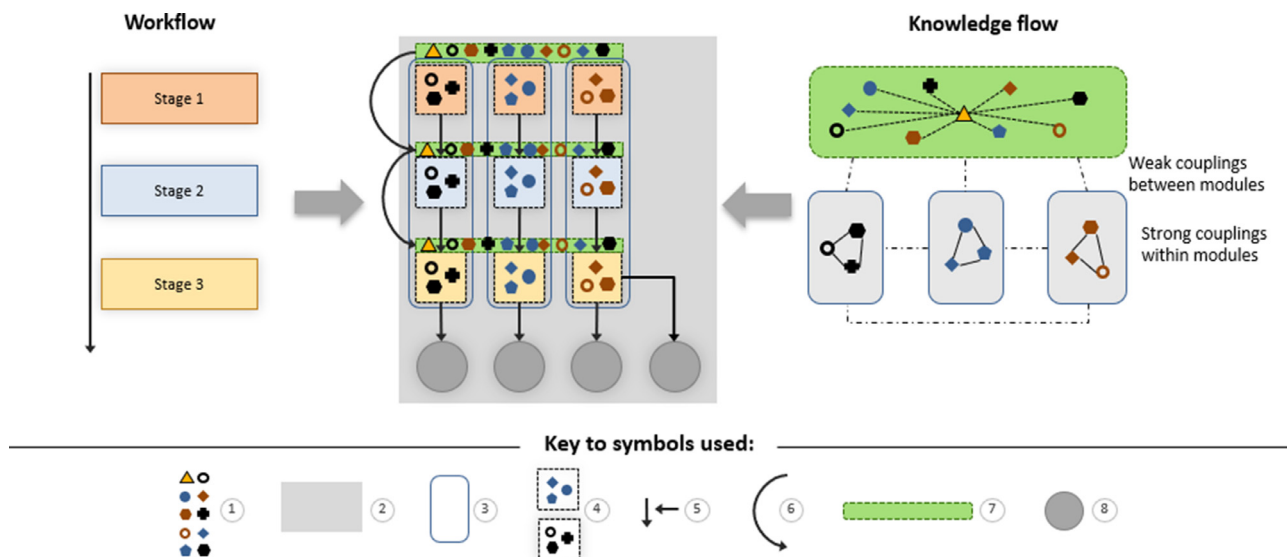 Workflow
Knowledge flow
Stage 1
Stage 2
Stage 3
Weak couplings
between modules
Strong couplings
within modules
Key to symbols used:
1
2
3
4
5
6
7
8